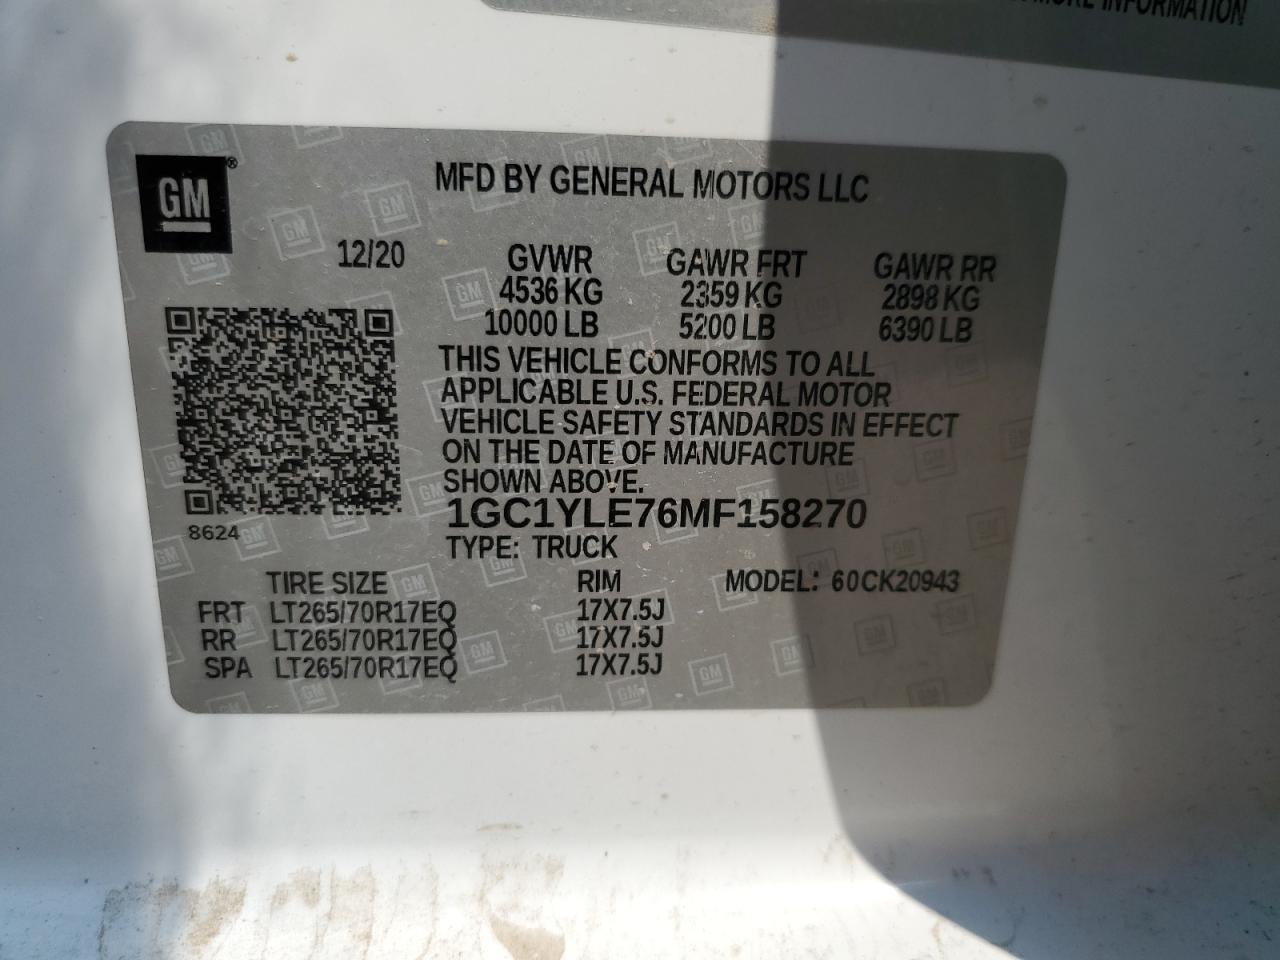 MORE INFORMATION
GM®
MFD BY GENERAL MOTORS LLC
12/20 GVWR GAWR FRT GAWR RR
4536 KG 2359 KG 2898 KG
10000 LB 5200 LB 6390 LB
THIS VEHICLE CONFORMS TO ALL
APPLICABLE U.S. FEDERAL MOTOR
VEHICLE SAFETY STANDARDS IN EFFECT
ON THE DATE OF MANUFACTURE
SHOWN ABOVE.
8624
1GC1YLE76MF158270
TYPE: TRUCK
TIRE SIZE RIM MODEL: 60CK20943
FRT LT265/70R17EQ 17X7.5J
RR LT265/70R17EQ 17X7.5J
SPA LT265/70R17EQ 17X7.5J